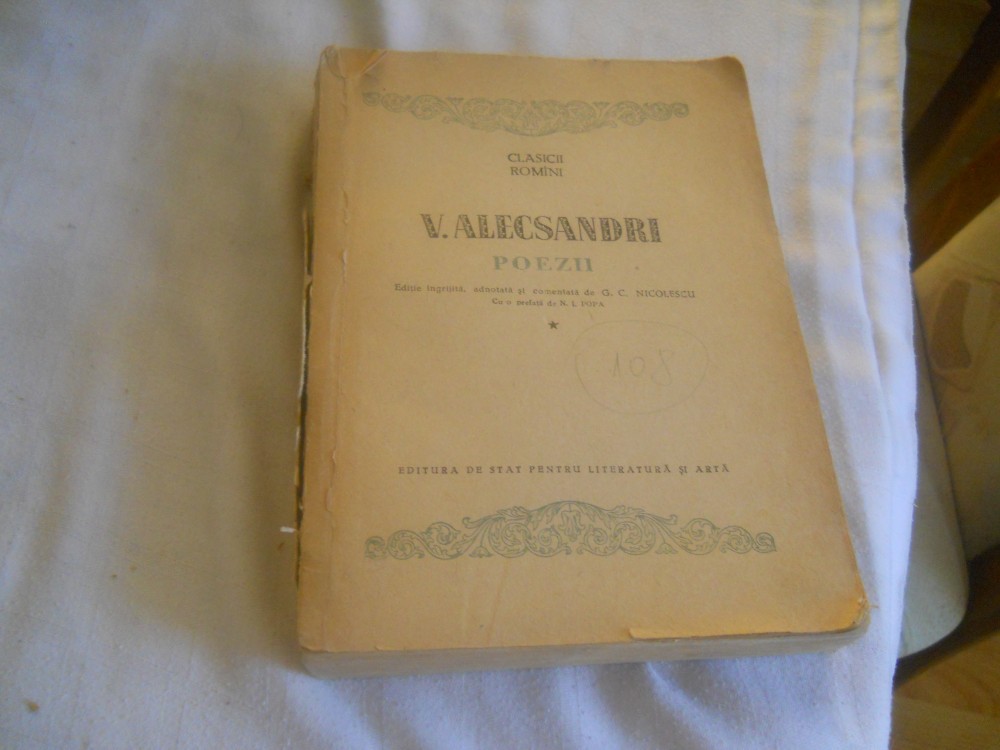 CLASICII
ROMÎNI
V. ALECSANDRI
POEZII
Ediție îngrijită, adnotată și comentată de G. C. NICOLESCU
Cu o prefață de N. I. POPA
★
108
EDITURA DE STAT PENTRU LITERATURĂ ȘI ARTĂ